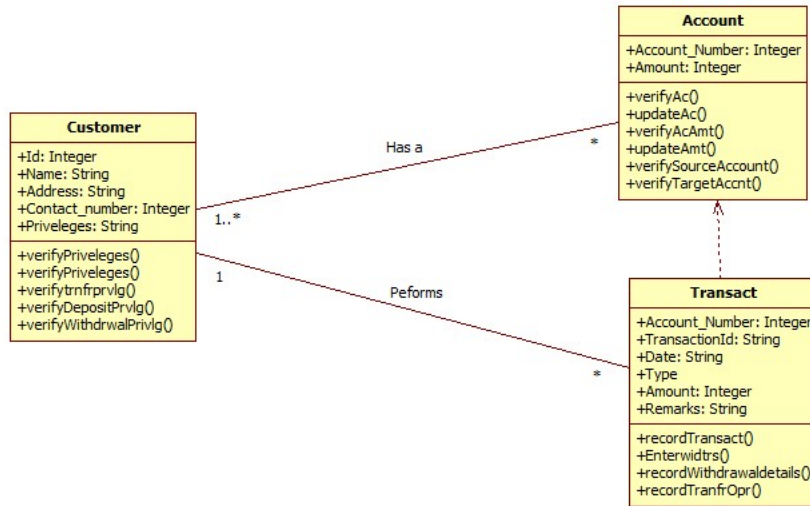 Account
+Account_Number: Integer
+Amount: Integer
+verifyAc()
+updateAc()
+verifyAcAmt()
+updateAmt()
+verifySourceAccount()
+verifyTargetAccnt()
Customer
+Id: Integer
+Name: String
+Address: String
+Contact_number: Integer
+Priveleges: String
+verifyPriveleges()
+verifyPriveleges()
+verifytrnfrprvlg()
+verifyDepositPrvlg()
+verifyWithdrwalPrivlg()
Has a
*
1..*
1
Peforms
*
Transact
+Account_Number: Integer
+TransactionId: String
+Date: String
+Type
+Amount: Integer
+Remarks: String
+recordTransact()
+Enterwidtrs()
+recordWithdrawaldetails()
+recordTranfrOpr()